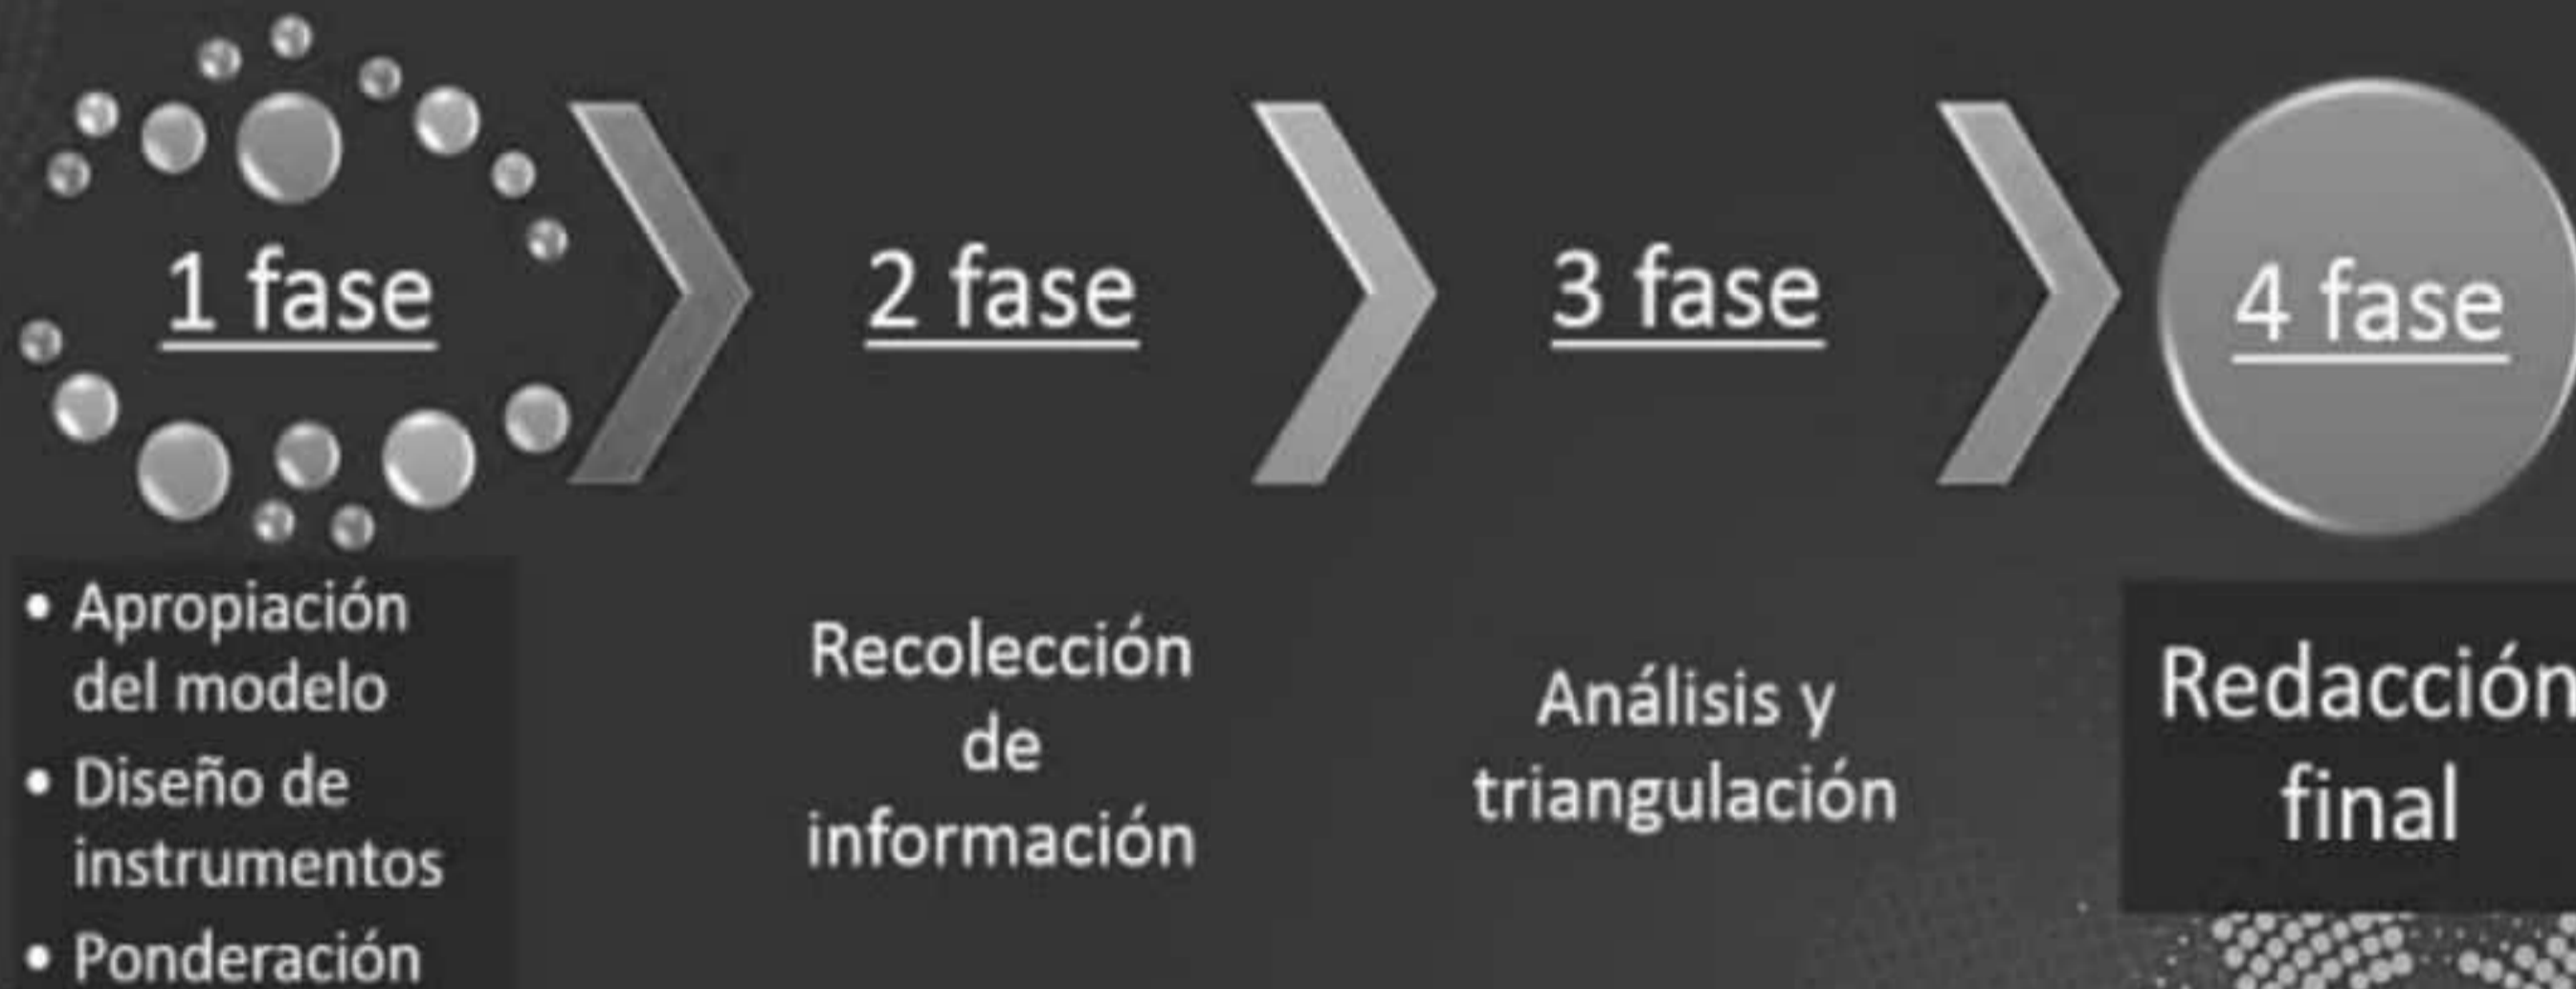 1 fase
• Apropiación
del modelo
• Diseño de
instrumentos
• Ponderación
2 fase
Recolección
de
información
3 fase
Análisis y
triangulación
4 fase
Redacción
final